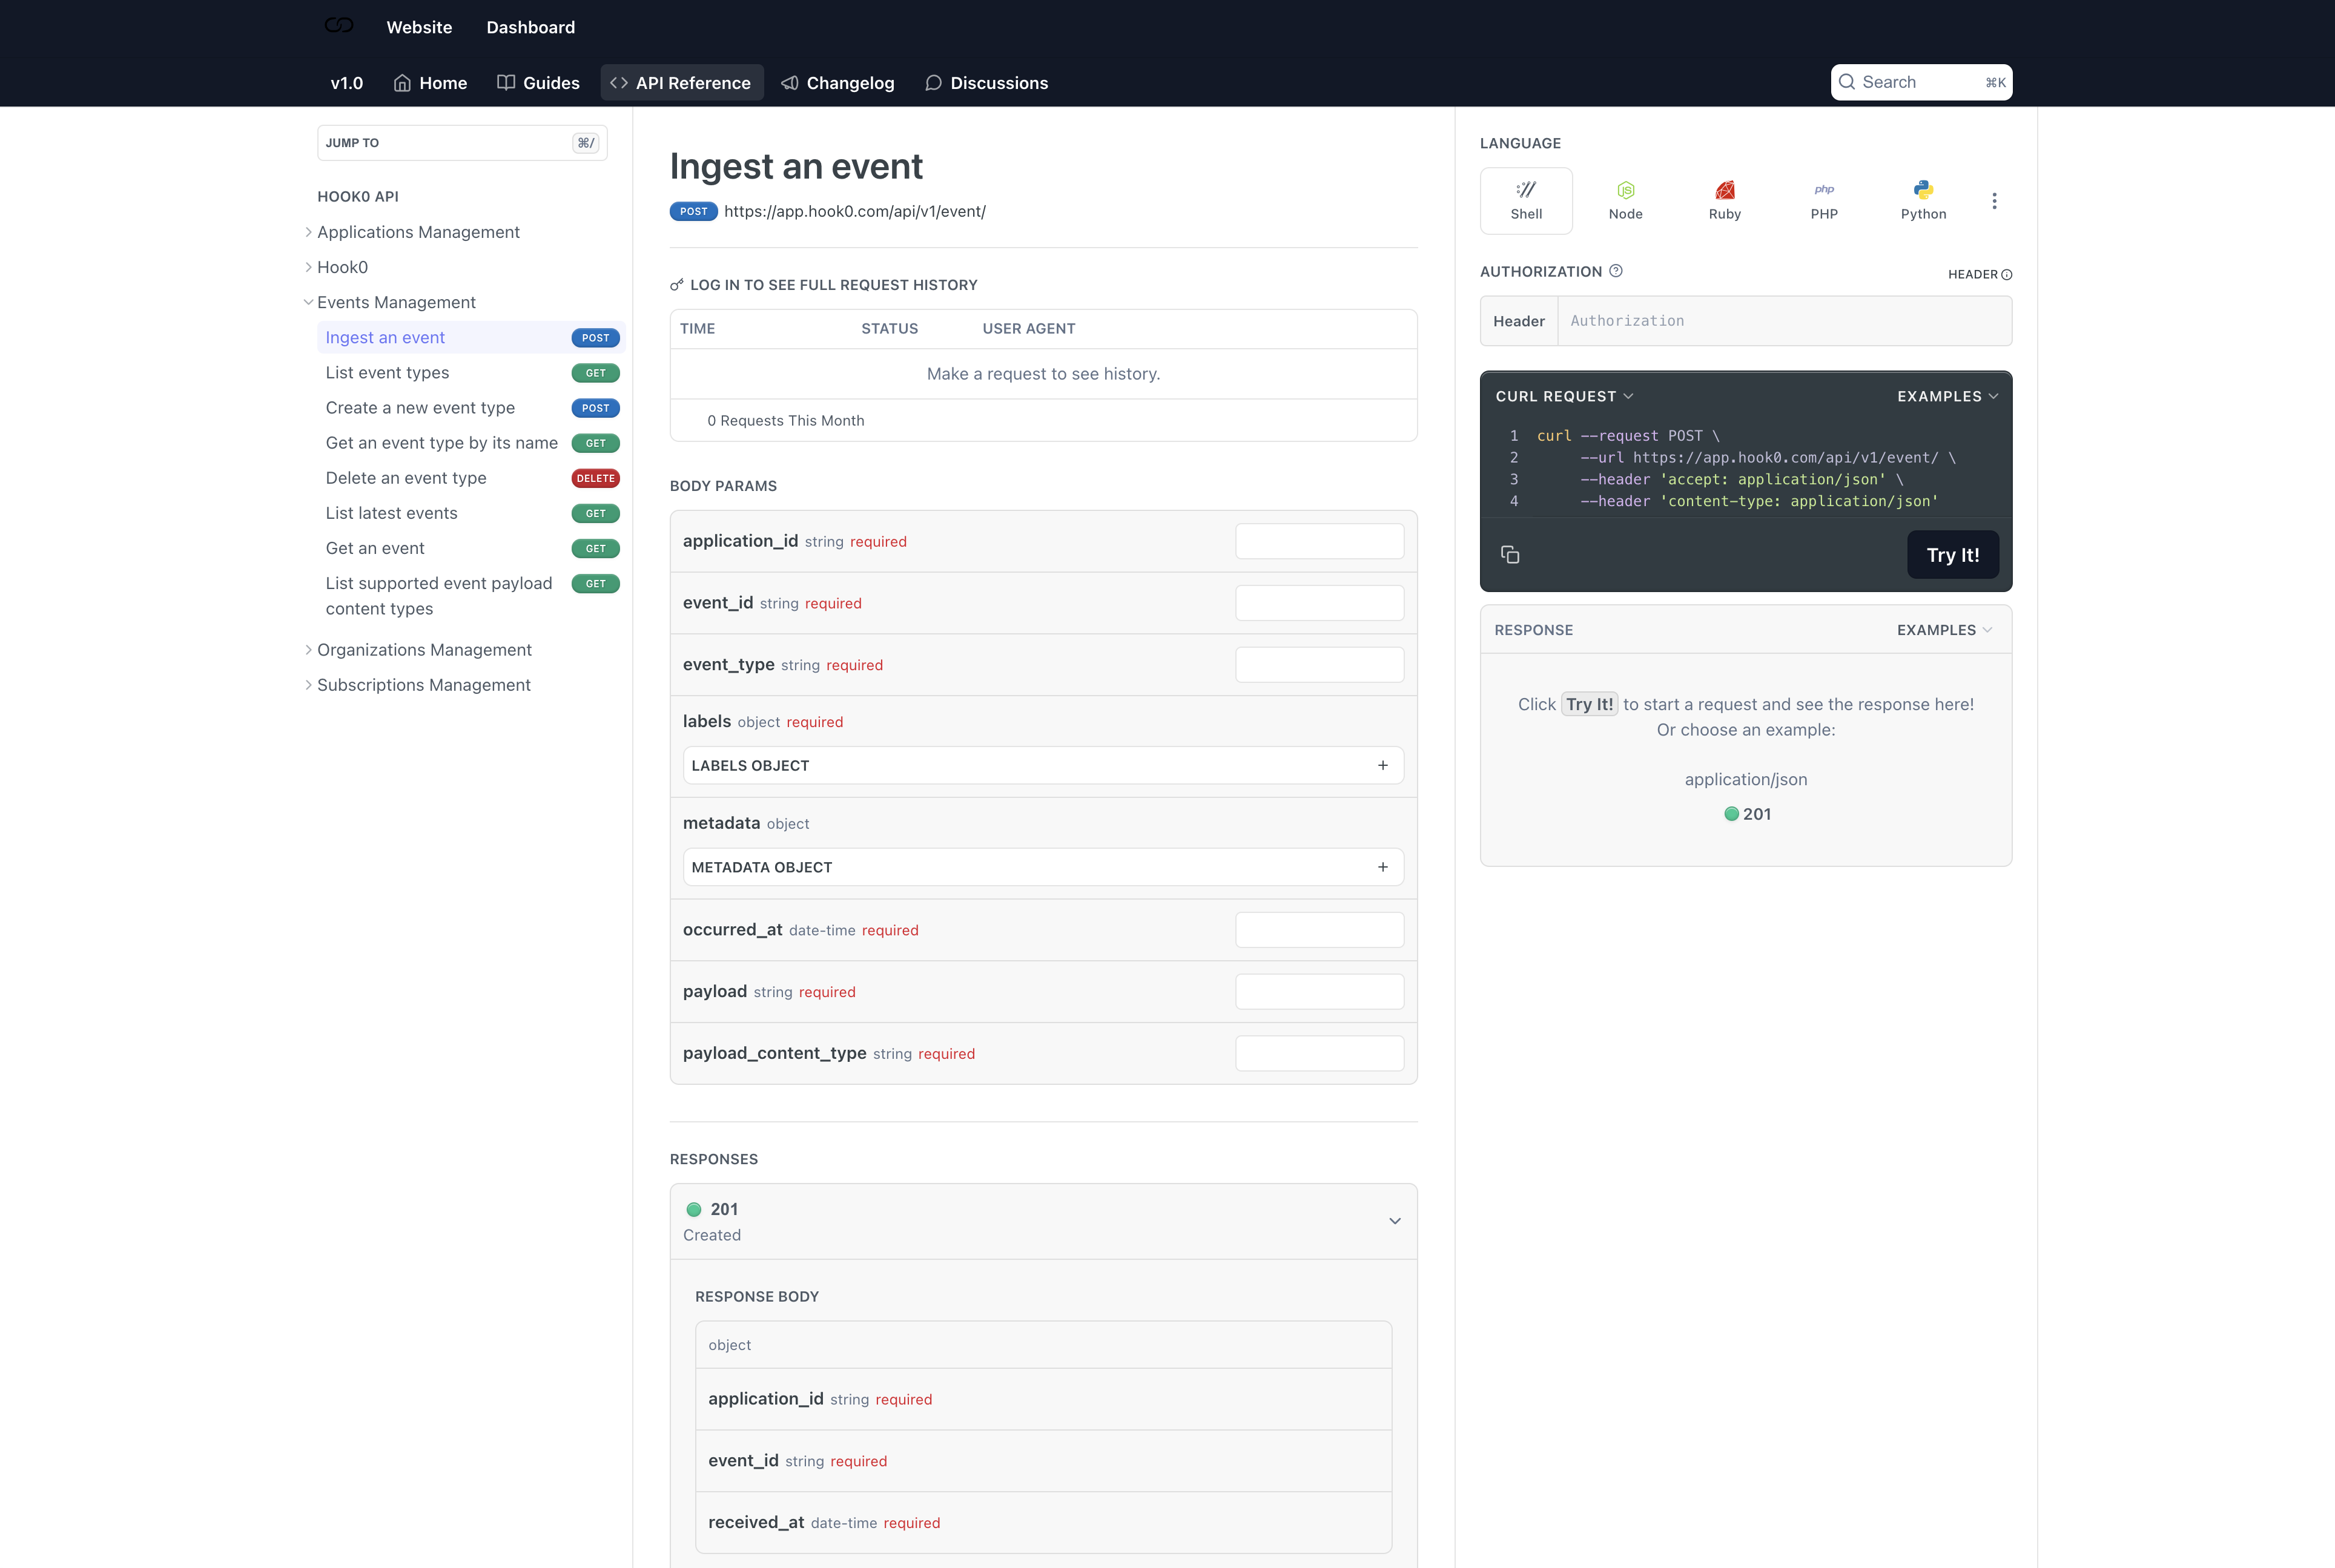 Website
Dashboard
v1.0
Home
Guides
API Reference
Changelog
Discussions
Search
⌘K
JUMP TO
⌘/
HOOK0 API
Applications Management
Hook0
Events Management
Ingest an event
POST
List event types
GET
Create a new event type
POST
Get an event type by its name
GET
Delete an event type
DELETE
List latest events
GET
Get an event
GET
List supported event payload
content types
GET
Organizations Management
Subscriptions Management
Ingest an event
POST https://app.hook0.com/api/v1/event/
LOG IN TO SEE FULL REQUEST HISTORY
TIME STATUS USER AGENT
Make a request to see history.
0 Requests This Month
BODY PARAMS
application_id string required
event_id string required
event_type string required
labels object required
LABELS OBJECT +
metadata object
METADATA OBJECT +
occurred_at date-time required
payload string required
payload_content_type string required
RESPONSES
201
Created
RESPONSE BODY
object
application_id string required
event_id string required
received_at date-time required
LANGUAGE
Shell
JS
Node
Ruby
php
PHP
Python
AUTHORIZATION
HEADER
Header
Authorization
CURL REQUEST
EXAMPLES
1 curl --request POST \
2 --url https://app.hook0.com/api/v1/event/ \
3 --header 'accept: application/json' \
4 --header 'content-type: application/json'
Try It!
RESPONSE
EXAMPLES
Click Try It! to start a request and see the response here!
Or choose an example:
application/json
201